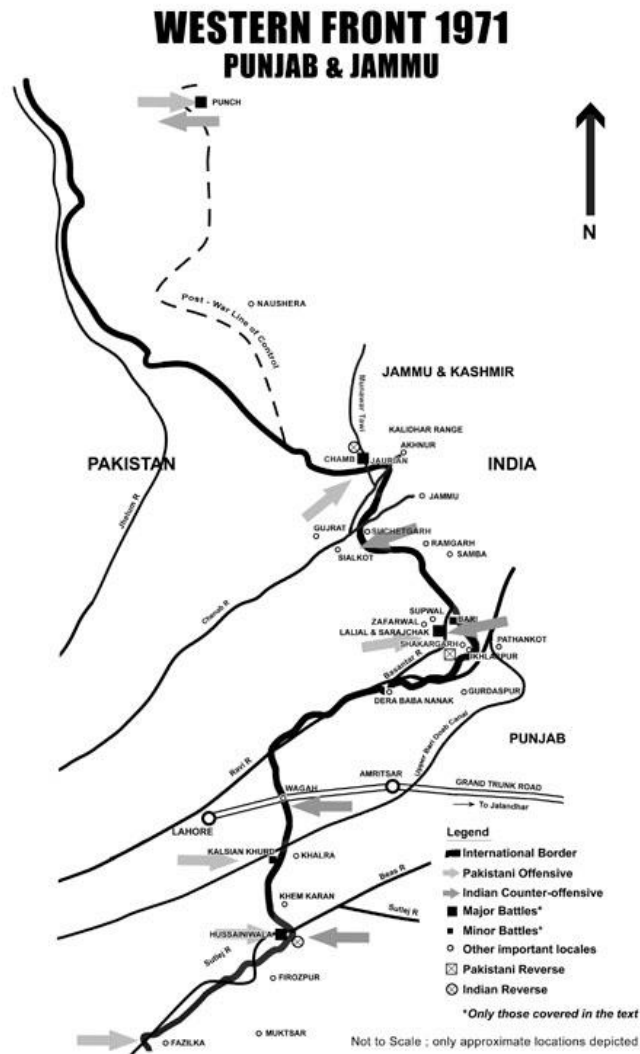 WESTERN FRONT 1971
PUNJAB & JAMMU
PUNCH
N
NAUSHERA
Post - War Line of Control
JAMMU & KASHMIR
Munawar Tawi
KALIDHAR RANGE
AKHNUR
CHAMB
JAURIAN
PAKISTAN
INDIA
Jhelum R
JAMMU
GUJRAT
SUCHETGARH
RAMGARH
SIALKOT
SAMBA
Chenab R
SUPWAL
BARI
ZAFARWAL
LALIAL & SARAJCHAK
PATHANKOT
SHAKARGARH
IKHLASPUR
Basantar R
DERA BABA NANAK
GURDASPUR
Upper Bari Doab Canal
PUNJAB
Ravi R
AMRITSAR
WAGAH
GRAND TRUNK ROAD
To Jalandhar
LAHORE
KALSIAN KHURD
KHALRA
Beas R
KHEM KARAN
Sutlej R
HUSSAINIWALA
Sutlej R
FIROZPUR
MUKTSAR
FAZILKA
Legend
International Border
Pakistani Offensive
Indian Counter-offensive
Major Battles*
Minor Battles*
Other important locales
Pakistani Reverse
Indian Reverse
*Only those covered in the text
Not to Scale ; only approximate locations depicted